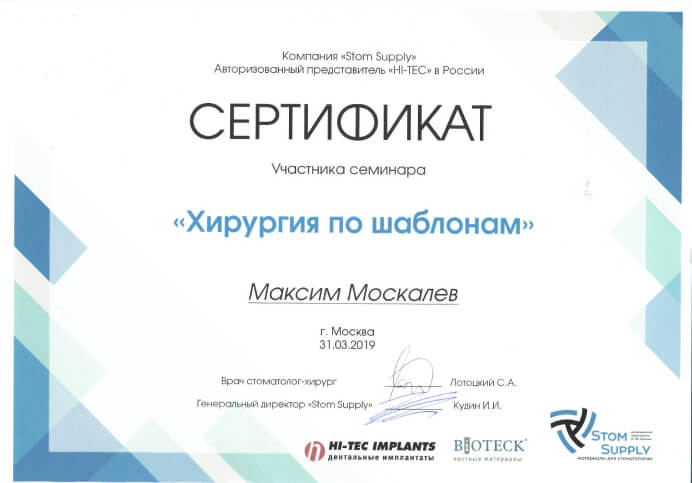 Компания «Stom Supply»
Авторизованный представитель «HI-TEC» в России
СЕРТИФИКАТ
Участника семинара
«Хирургия по шаблонам»
Максим Москалев
г. Москва
31.03.2019
Врач стоматолог-хирург Лотоцкий С.А.
Генеральный директор «Stom Supply» Кудин И.И.
HI-TEC IMPLANTS
дентальные имплантаты
BIOTECK®
костные материалы
STOM
SUPPLY
материалы для стоматологии